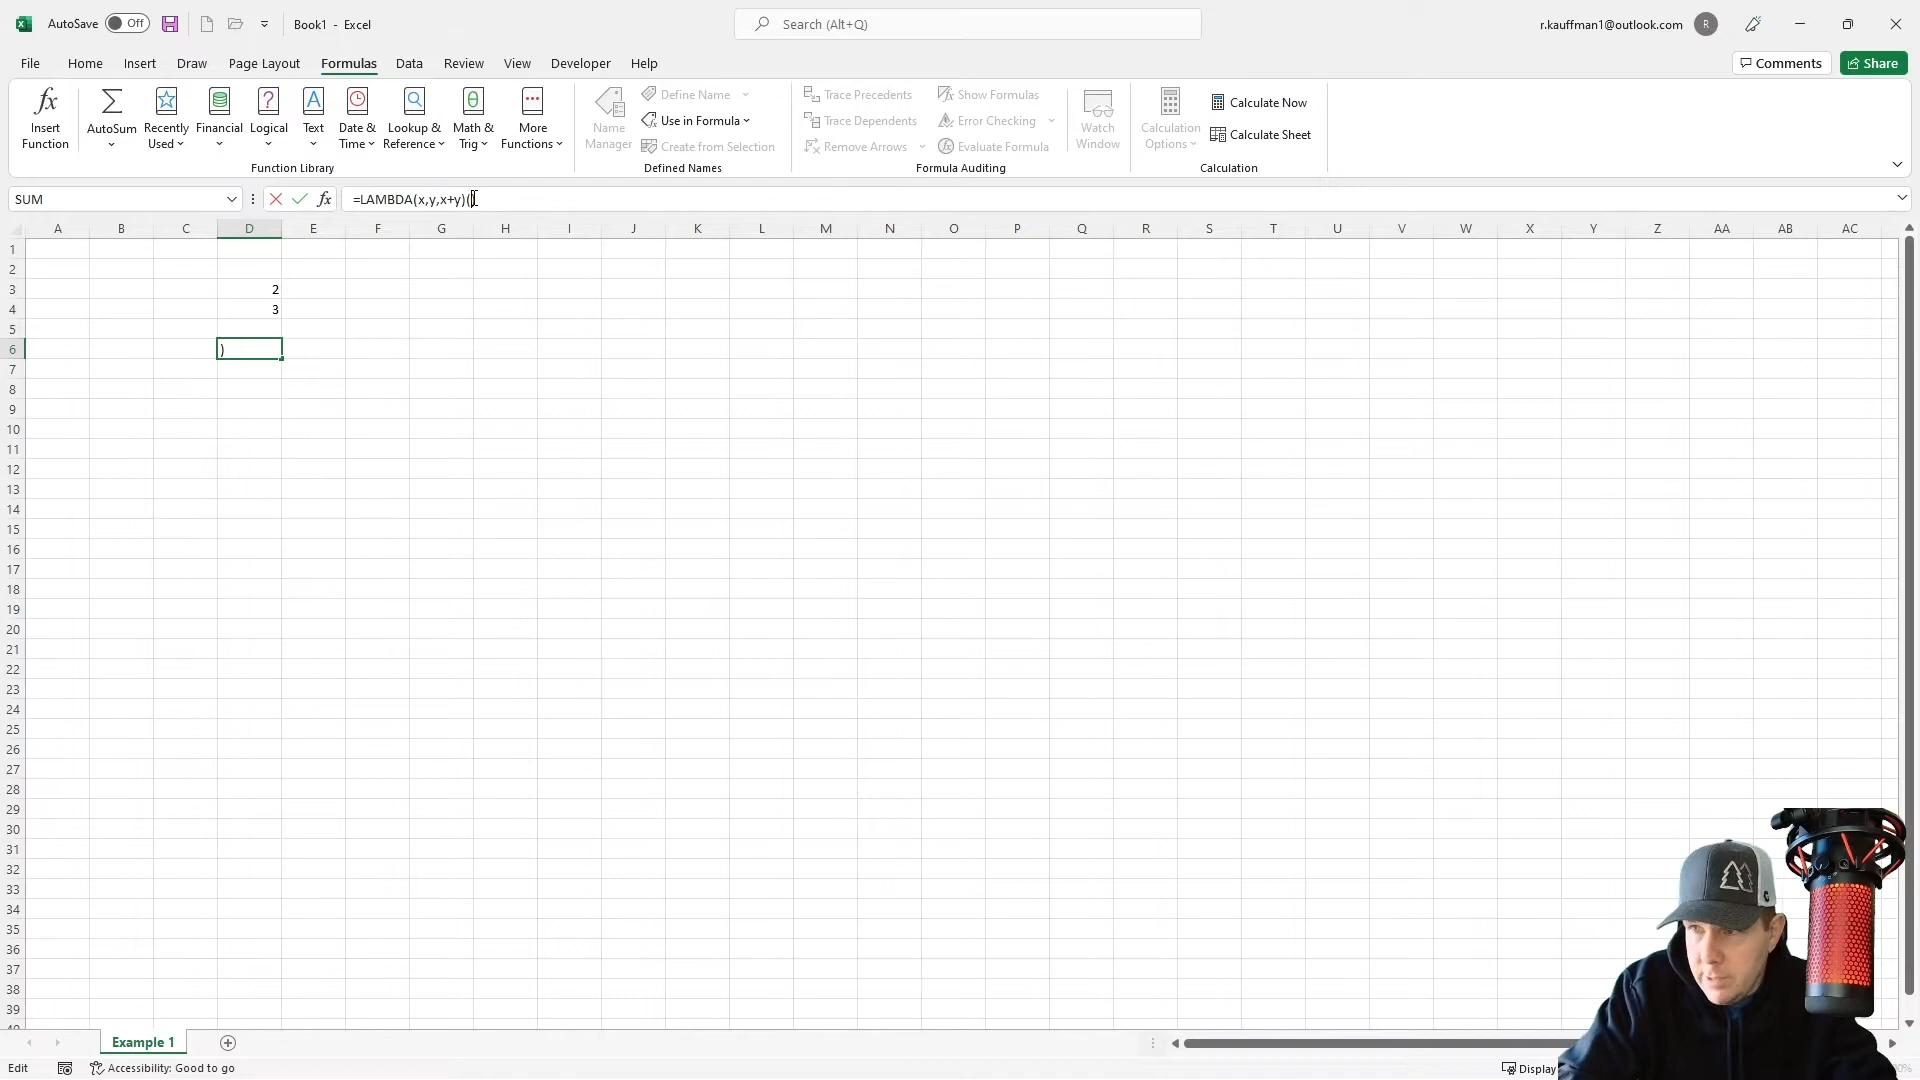 AutoSave Off Book1 - Excel Search (Alt+Q) r.kauffman1@outlook.com R
File Home Insert Draw Page Layout Formulas Data Review View Developer Help Comments Share
Insert Function AutoSum Recently Used Financial Logical Text Date & Time Lookup & Reference Math & Trig More Functions
Function Library
Name Manager
Define Name
Use in Formula
Create from Selection
Defined Names
Trace Precedents Show Formulas
Trace Dependents Error Checking
Remove Arrows Evaluate Formula
Formula Auditing
Watch Window
Calculation Options
Calculate Now
Calculate Sheet
Calculation
SUM fx =LAMBDA(x,y,x+y)()
A B C D E F G H I J K L M N O P Q R S T U V W X Y Z AA AB AC
1
2
3 2
4 3
5
6 )
7
8
9
10
11
12
13
14
15
16
17
18
19
20
21
22
23
24
25
26
27
28
29
30
31
32
33
34
35
36
37
38
39
Example 1
Edit Accessibility: Good to go Display